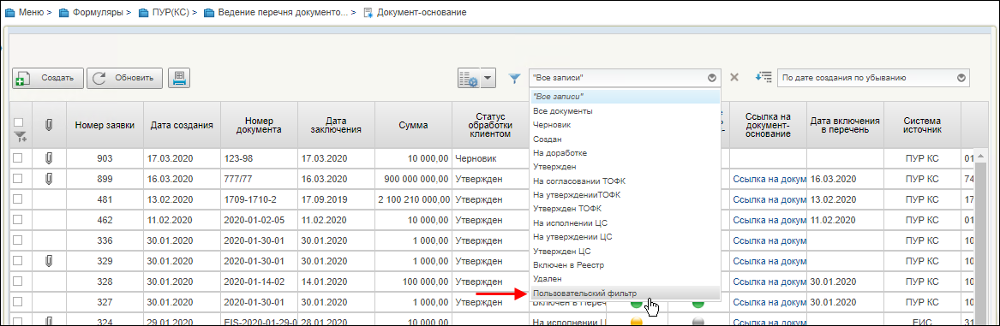 Меню > Формуляры > ПУР(КС) > Ведение перечня документо... > Документ-основание
Создать Обновить "Все записи" По дате создания по убыванию
"Все записи"
Все документы
Черновик
Создан
На доработке
Утвержден
На согласовании ТОФК
На утвержденииТОФК
Утвержден ТОФК
На исполнении ЦС
На утверждении ЦС
Утвержден ЦС
Включен в Реестр
Удален
Пользовательский фильтр
Номер заявки Дата создания Номер документа Дата заключения Сумма Статус обработки клиентом Ссылка на документ-основание Дата включения в перечень Система источник
903 17.03.2020 123-98 17.03.2020 10 000,00 Черновик ПУР КС 01
899 16.03.2020 777/77 16.03.2020 900 000 000,00 Утвержден Ссылка на докум 16.03.2020 ПУР КС 74
481 13.02.2020 1709-1710-2 17.09.2019 2 100 210 000,00 Утвержден Ссылка на докум 13.02.2020 ПУР КС 17
462 11.02.2020 2020-01-02-05 11.02.2020 10 000,00 Утвержден Ссылка на докум 11.02.2020 ПУР КС 01
336 30.01.2020 2020-01-30-01 30.01.2020 1 000,00 Утвержден Ссылка на докум ПУР КС 10
329 30.01.2020 2020-01-30-01 30.01.2020 1 000,00 Утвержден Ссылка на докум ПУР КС 10
328 30.01.2020 2020-01-14-02 14.01.2020 100 000,00 Утвержден Ссылка на докум 30.01.2020 ПУР КС 10
327 30.01.2020 2020-01-30-01 30.01.2020 1 000,00 Утвержден Включен в Переч Ссылка на докум 30.01.2020 ПУР КС 10
324 29.01.2020 EIS-2020-01-29-0 28.01.2020 10 000,00 На исполнении Ц Ссылка на докум ЕИС 31